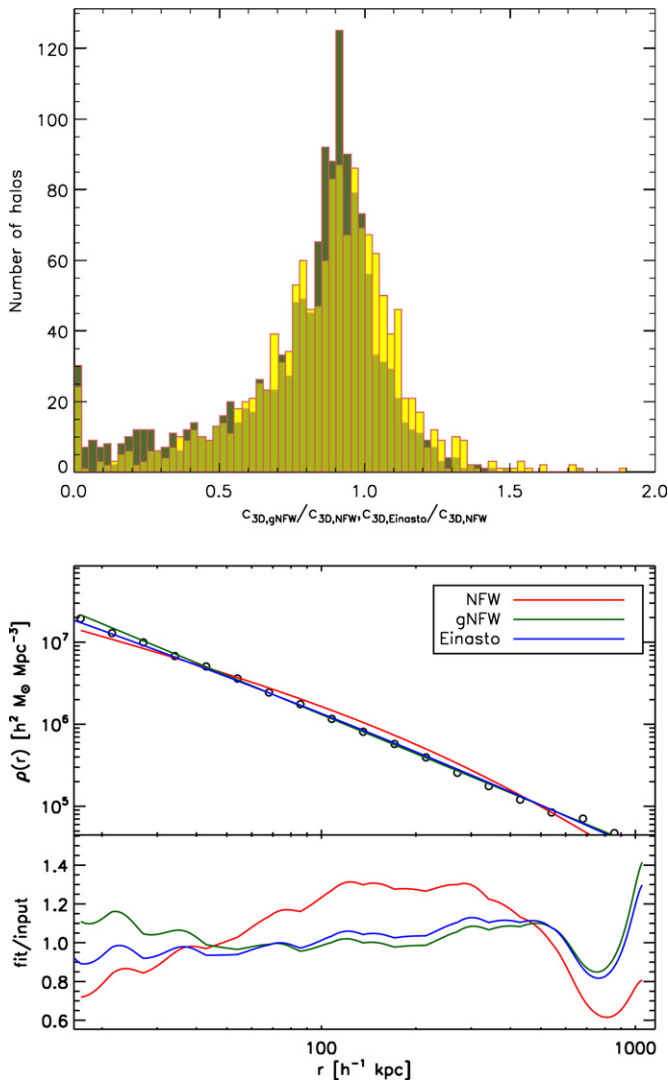 120
100
80
60
40
20
0
Number of halos
0.0 0.5 1.0 1.5 2.0
c3D,gNFW/c3D,NFW,c3D,Einasto/c3D,NFW
NFW
gNFW
Einasto
10⁷
10⁶
10⁵
ρ(r) [h² M⊙ Mpc⁻³]
1.4
1.2
1.0
0.8
0.6
fit/input
100 1000
r [h⁻¹ kpc]